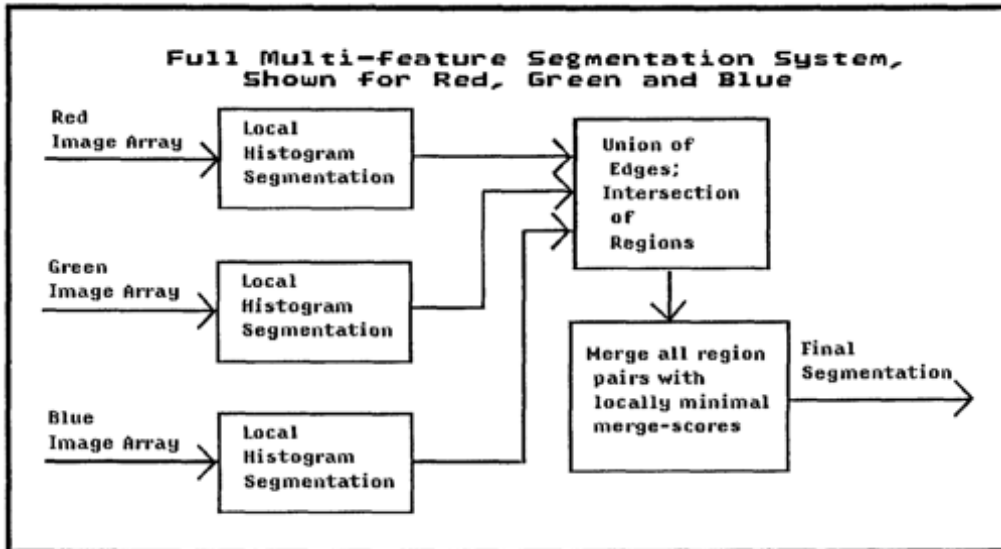 Full Multi-feature Segmentation System,
Shown for Red, Green and Blue
Red
Image Array
Local
Histogram
Segmentation
Union of
Edges;
Intersection
of
Regions
Green
Image Array
Local
Histogram
Segmentation
Merge all region
pairs with
locally minimal
merge-scores
Final
Segmentation
Blue
Image Array
Local
Histogram
Segmentation